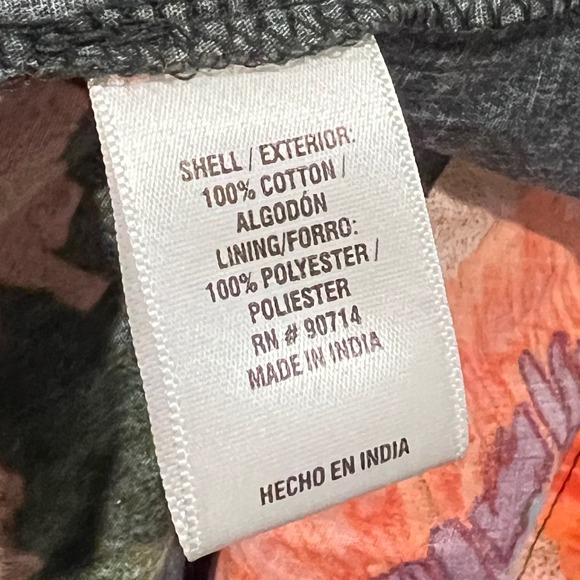 SHELL / EXTERIOR:
100% COTTON /
ALGODÓN
LINING/FORRO:
100% POLYESTER /
POLIESTER
RN # 90714
MADE IN INDIA
HECHO EN INDIA